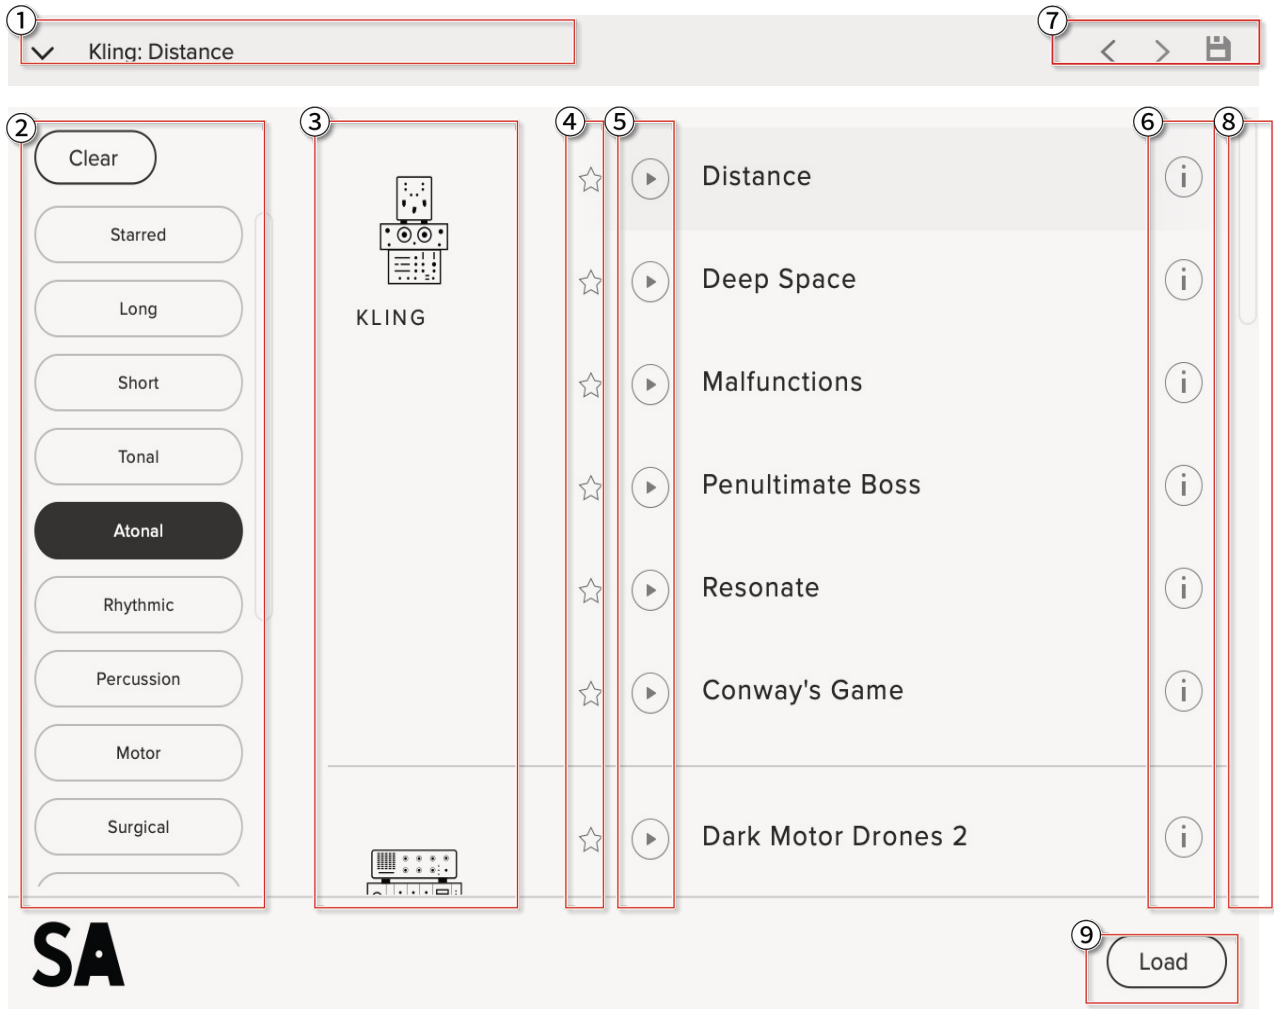 ①
Kling: Distance
⑦
②
Clear
Starred
Long
Short
Tonal
Atonal
Rhythmic
Percussion
Motor
Surgical
③
KLING
④
⑤
Distance
Deep Space
Malfunctions
Penultimate Boss
Resonate
Conway's Game
Dark Motor Drones 2
⑥
i
i
i
i
i
i
i
⑧
SA
⑨
Load